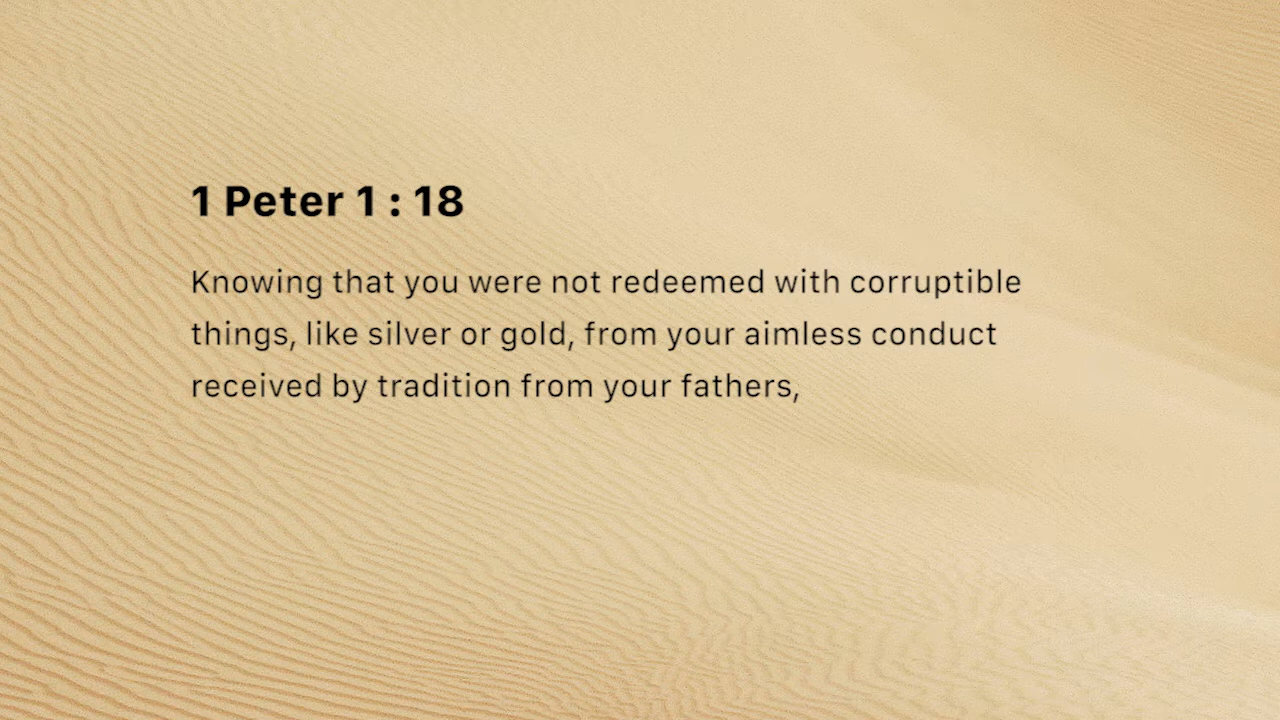 1 Peter 1 : 18
Knowing that you were not redeemed with corruptible
things, like silver or gold, from your aimless conduct
received by tradition from your fathers,